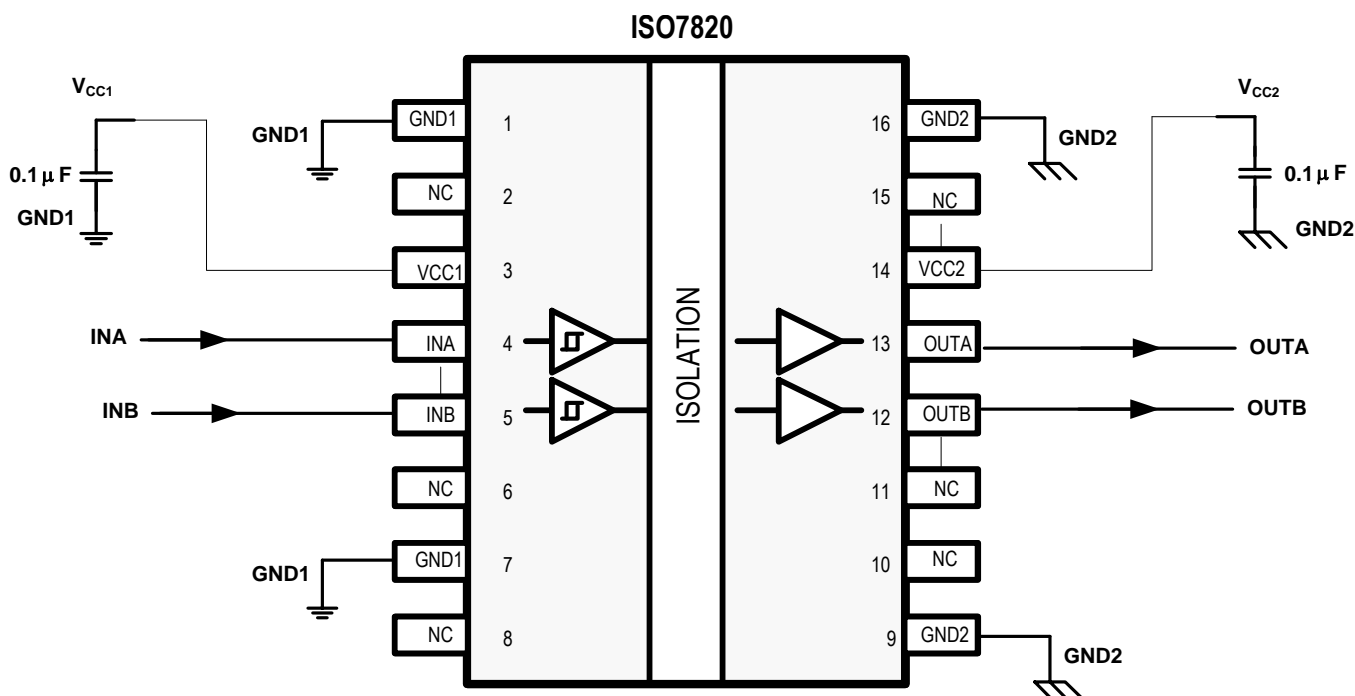 ISO7820
VCC1
0.1 µ F
GND1
GND1
GND1 1
NC 2
VCC1 3
INA
INA 4
INB
INB 5
NC 6
GND1
GND1 7
NC 8
ISOLATION
VCC2
0.1 µ F
GND2
16 GND2
GND2
15 NC
14 VCC2
13 OUTA
OUTA
12 OUTB
OUTB
11 NC
10 NC
9 GND2
GND2